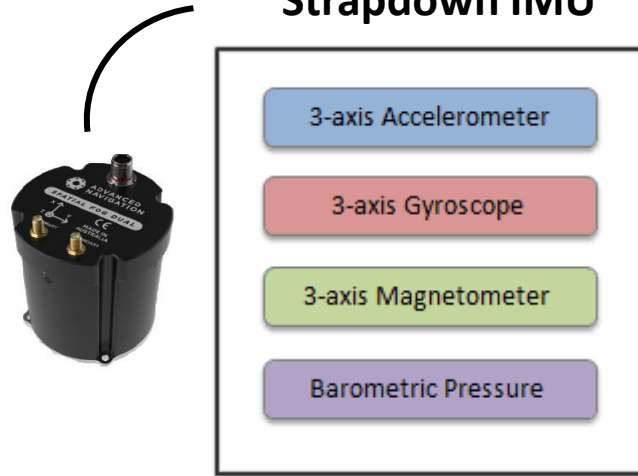 Strapdown IMU
3-axis Accelerometer
3-axis Gyroscope
3-axis Magnetometer
Barometric Pressure
ADVANCED
NAVIGATION
SPATIAL FOG DUAL
X
Y
Z
CE
MADE IN
AUSTRALIA